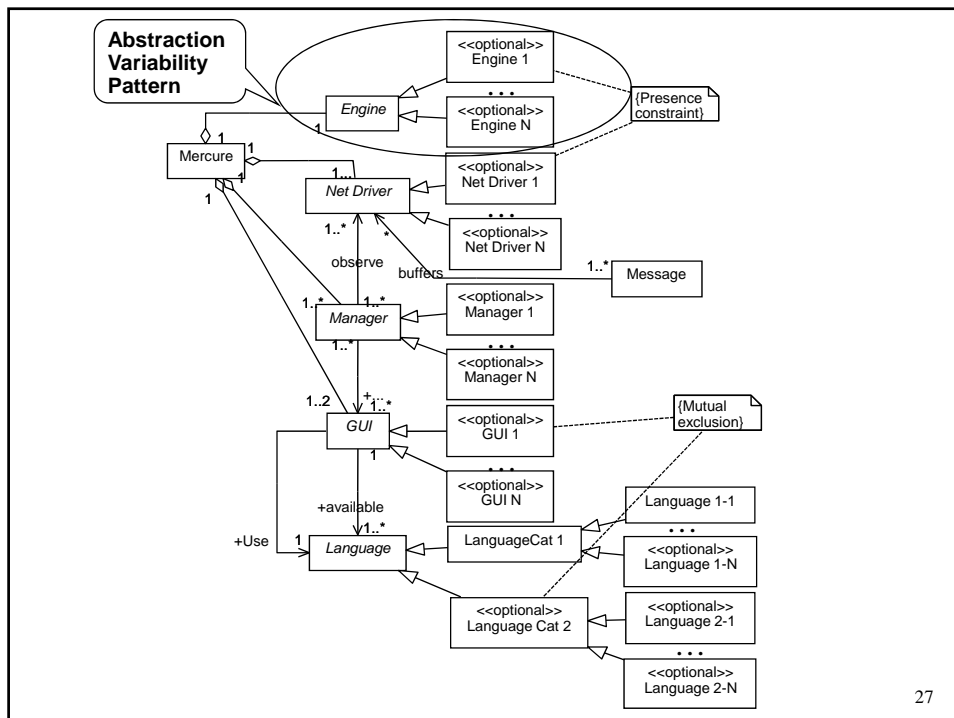 Abstraction
Variability
Pattern
<<optional>>
Engine 1
...
Engine
<<optional>>
Engine N
{Presence
constraint}
1
1
1
Mercure
1
1
1...
<<optional>>
Net Driver 1
...
Net Driver
<<optional>>
Net Driver N
1..*
*
observe
buffers
1..*
Message
1..*
1..*
Manager
1..*
<<optional>>
Manager 1
...
<<optional>>
Manager N
1..2
+...
1..*
GUI
1
<<optional>>
GUI 1
...
<<optional>>
GUI N
{Mutual
exclusion}
+available
1..*
+Use
1
Language
LanguageCat 1
Language 1-1
...
<<optional>>
Language 1-N
<<optional>>
Language Cat 2
<<optional>>
Language 2-1
...
<<optional>>
Language 2-N
27